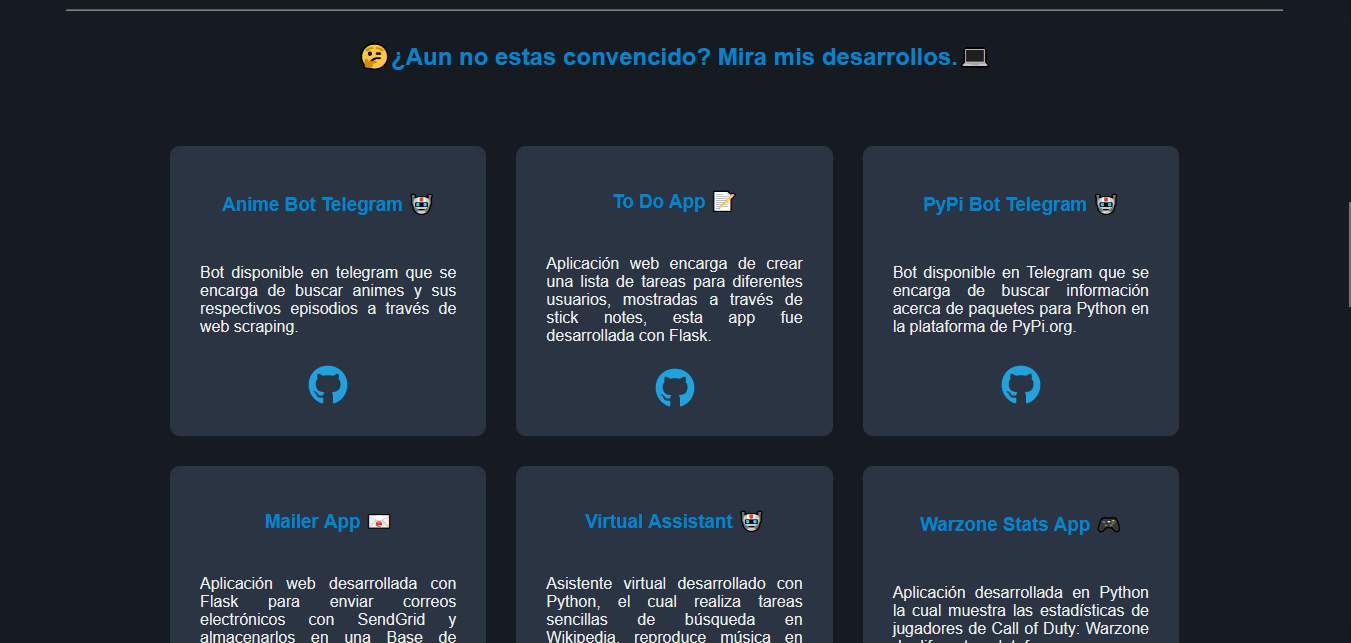 🤔¿Aun no estas convencido? Mira mis desarrollos.💻
Anime Bot Telegram 🤖
Bot disponible en telegram que se
encarga de buscar animes y sus
respectivos episodios a través de
web scraping.
To Do App 📝
Aplicación web encarga de crear
una lista de tareas para diferentes
usuarios, mostradas a través de
stick notes, esta app fue
desarrollada con Flask.
PyPi Bot Telegram 🤖
Bot disponible en Telegram que se
encarga de buscar información
acerca de paquetes para Python en
la plataforma de PyPi.org.
Mailer App 💌
Aplicación web desarrollada con
Flask para enviar correos
electrónicos con SendGrid y
almacenarlos en una Base de
Virtual Assistant 🤖
Asistente virtual desarrollado con
Python, el cual realiza tareas
sencillas de búsqueda en
Wikipedia, reproduce música en
Warzone Stats App 🎮
Aplicación desarrollada en Python
la cual muestra las estadísticas de
jugadores de Call of Duty: Warzone